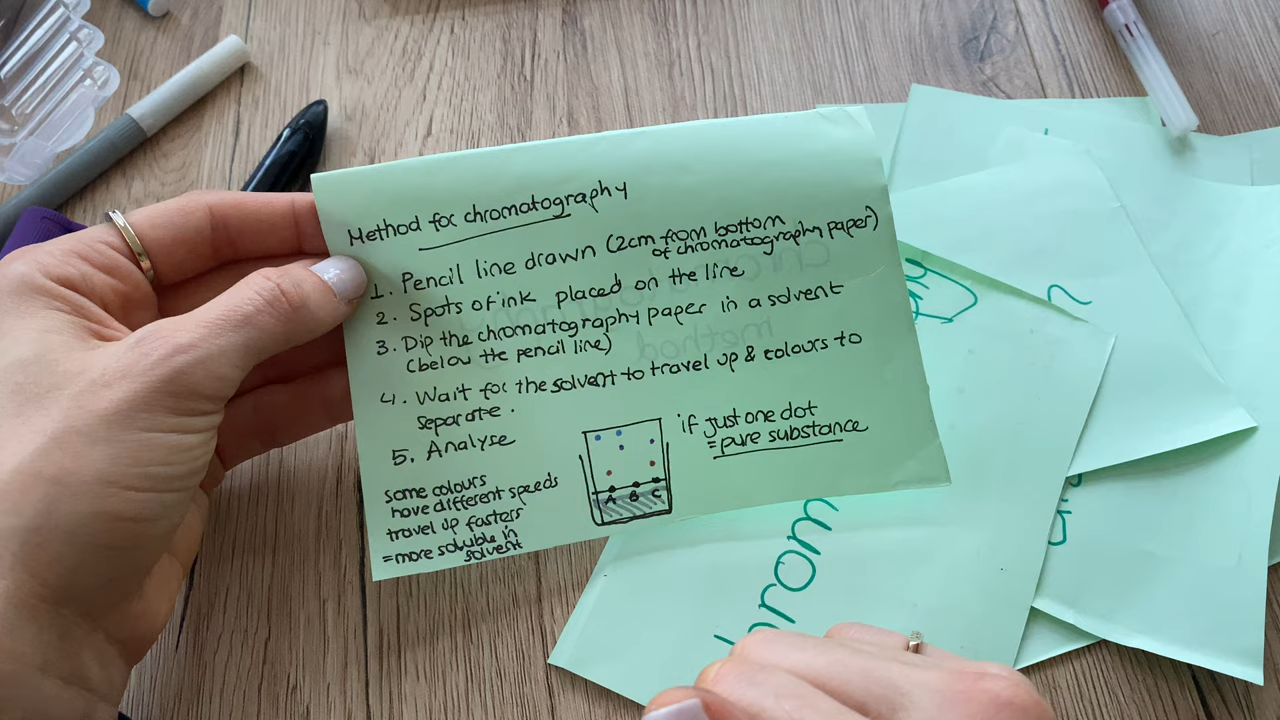 Method for chromatography
1. Pencil line drawn (2cm from bottom
of chromatography paper)
2. Spots of ink placed on the line
3. Dip the chromatography paper in a solvent
(below the pencil line)
4. Wait for the solvent to travel up & colours to
separate.
5. Analyse
if just one dot
= pure substance
some colours
have different speeds
travel up fasters
= more soluble in
solvent
A B C